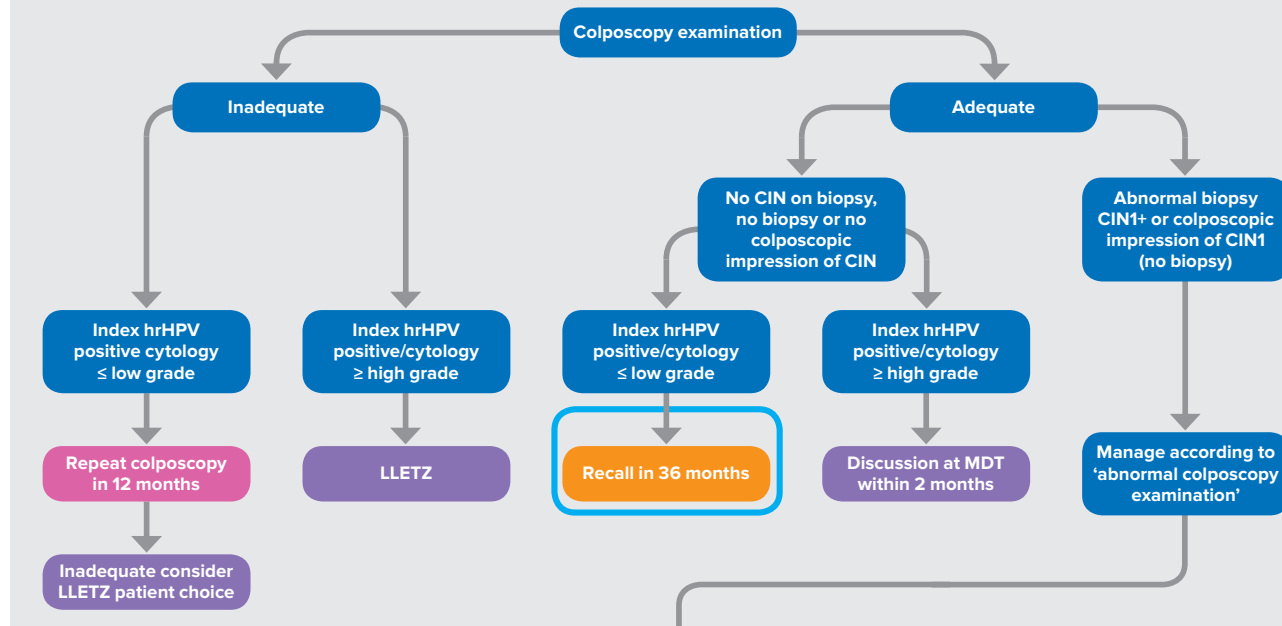 Colposcopy examination
Inadequate
Adequate
No CIN on biopsy,
no biopsy or no
colposcopic
impression of CIN
Abnormal biopsy
CIN1+ or colposcopic
impression of CIN1
(no biopsy)
Index hrHPV
positive cytology
≤ low grade
Index hrHPV
positive/cytology
≥ high grade
Index hrHPV
positive/cytology
≤ low grade
Index hrHPV
positive/cytology
≥ high grade
Repeat colposcopy
in 12 months
LLETZ
Recall in 36 months
Discussion at MDT
within 2 months
Manage according to
‘abnormal colposcopy
examination’
Inadequate consider
LLETZ patient choice